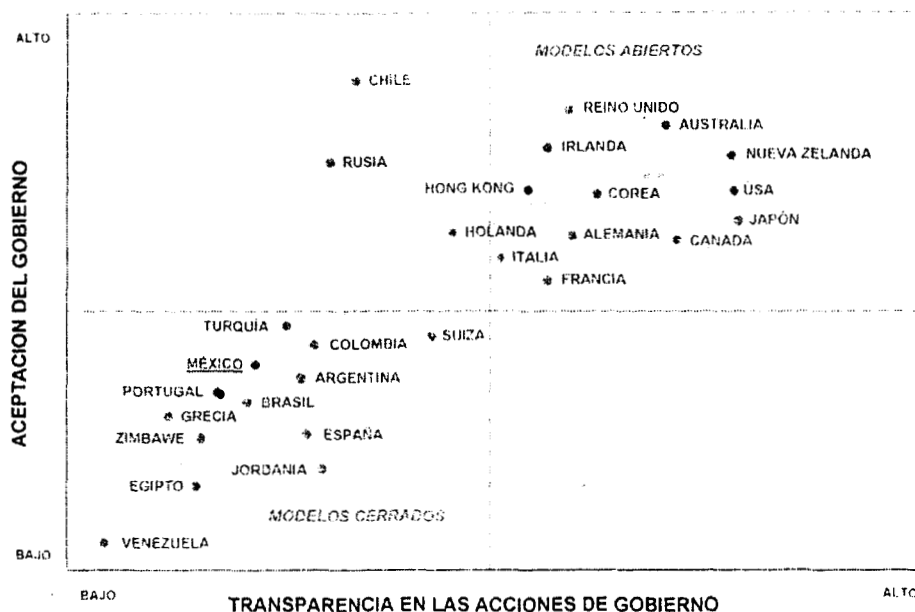 ALTO
MODELOS ABIERTOS
CHILE
REINO UNIDO
AUSTRALIA
IRLANDA
NUEVA ZELANDA
RUSIA
HONG KONG
COREA
USA
JAPÓN
HOLANDA
ALEMANIA
CANADA
ITALIA
FRANCIA
ACEPTACION DEL GOBIERNO
TURQUÍA
SUIZA
COLOMBIA
MÉXICO
ARGENTINA
PORTUGAL
BRASIL
GRECIA
ZIMBAWE
ESPAÑA
JORDANIA
EGIPTO
MODELOS CERRADOS
VENEZUELA
BAJO
BAJO
ALTO
TRANSPARENCIA EN LAS ACCIONES DE GOBIERNO